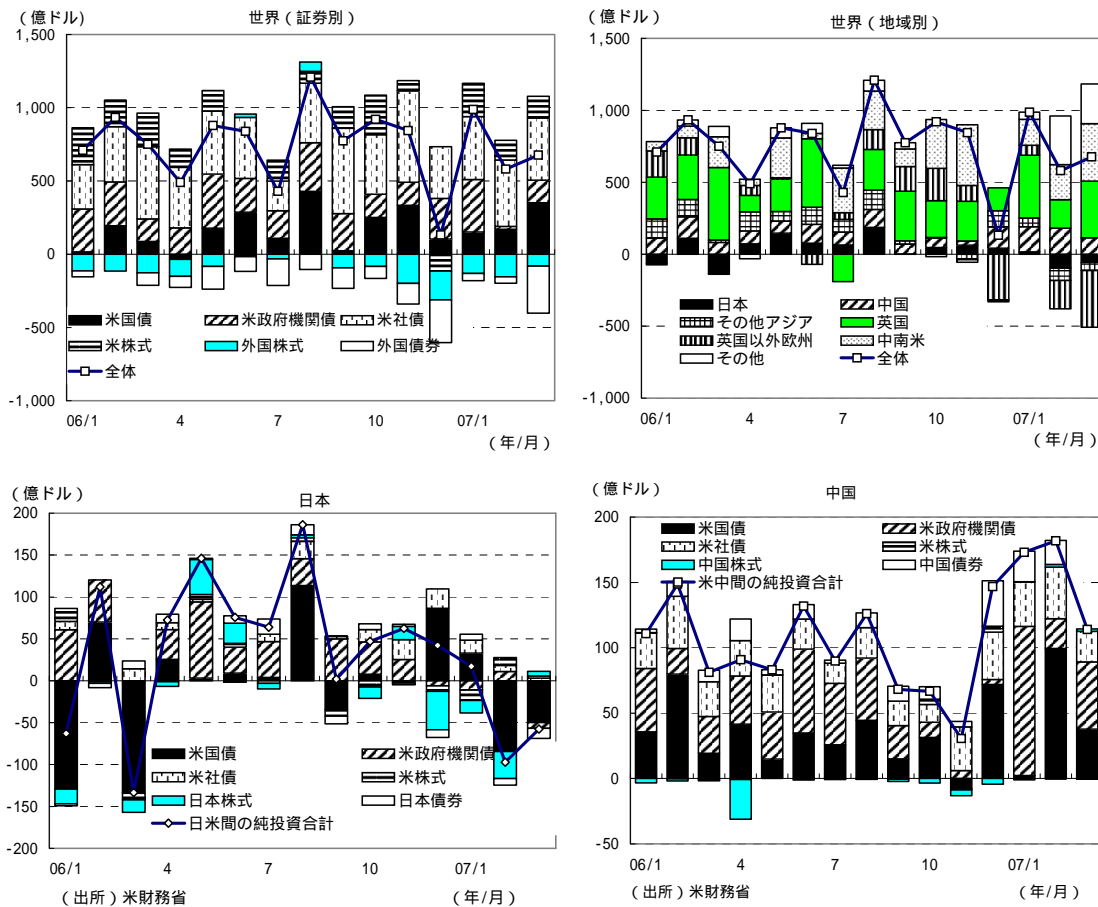 （億ドル）
世界（証券別）
1,500
1,000
500
0
-500
-1,000
米国債
米政府機関債
米社債
米株式
外国株式
外国債券
全体
06/1 4 7 10 07/1
（年/月）
（億ドル）
世界（地域別）
1,500
1,000
500
0
-500
-1,000
日本
中国
その他アジア
英国
英国以外欧州
中南米
その他
全体
06/1 4 7 10 07/1
（年/月）
（億ドル）
日本
200
150
100
50
0
-50
-100
-150
-200
米国債
米政府機関債
米社債
米株式
日本株式
日本債券
日米間の純投資合計
06/1 4 7 10 07/1
（出所）米財務省
（年/月）
（億ドル）
中国
200
150
100
50
0
-50
米国債
米政府機関債
米社債
米株式
中国株式
中国債券
米中間の純投資合計
06/1 4 7 10 07/1
（出所）米財務省
（年/月）